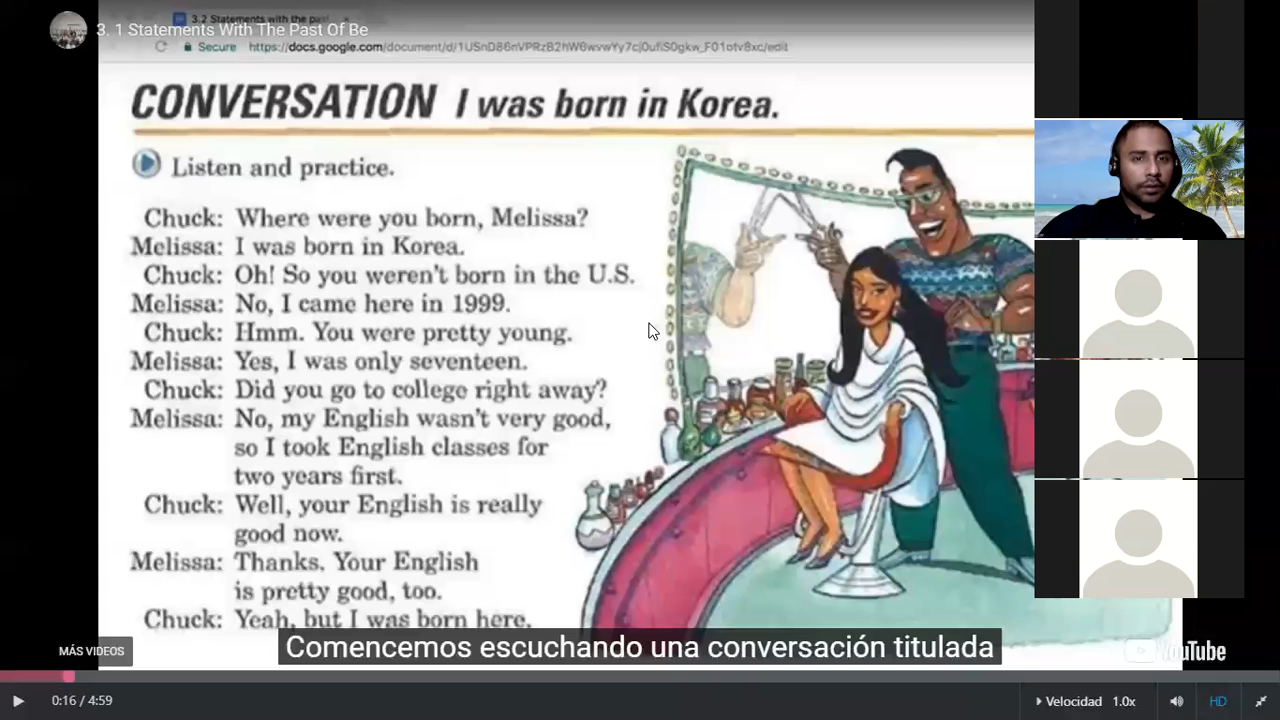 3.2 Statements with the past
3. 1 Statements With The Past Of Be
Secure https://docs.google.com/document/d/1USnD86nVPRzB2hW6wvwYy7cj0ufiS0gkw_F01otv8xc/edit
CONVERSATION I was born in Korea.
Listen and practice.
Chuck: Where were you born, Melissa?
Melissa: I was born in Korea.
Chuck: Oh! So you weren't born in the U.S.
Melissa: No, I came here in 1999.
Chuck: Hmm. You were pretty young.
Melissa: Yes, I was only seventeen.
Chuck: Did you go to college right away?
Melissa: No, my English wasn't very good,
so I took English classes for
two years first.
Chuck: Well, your English is really
good now.
Melissa: Thanks. Your English
is pretty good, too.
Chuck: Yeah, but I was born here.
Comencemos escuchando una conversación titulada
MÁS VIDEOS
YouTube
0:16 / 4:59
Velocidad 1.0x
HD